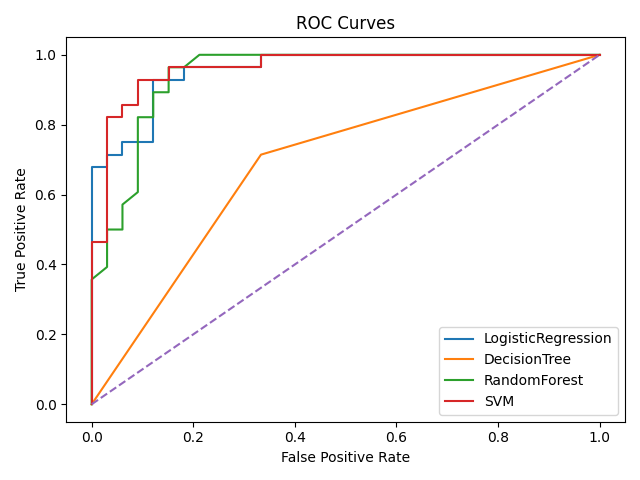 ROC Curves
True Positive Rate
1.0
0.8
0.6
0.4
0.2
0.0
LogisticRegression
DecisionTree
RandomForest
SVM
0.0 0.2 0.4 0.6 0.8 1.0
False Positive Rate